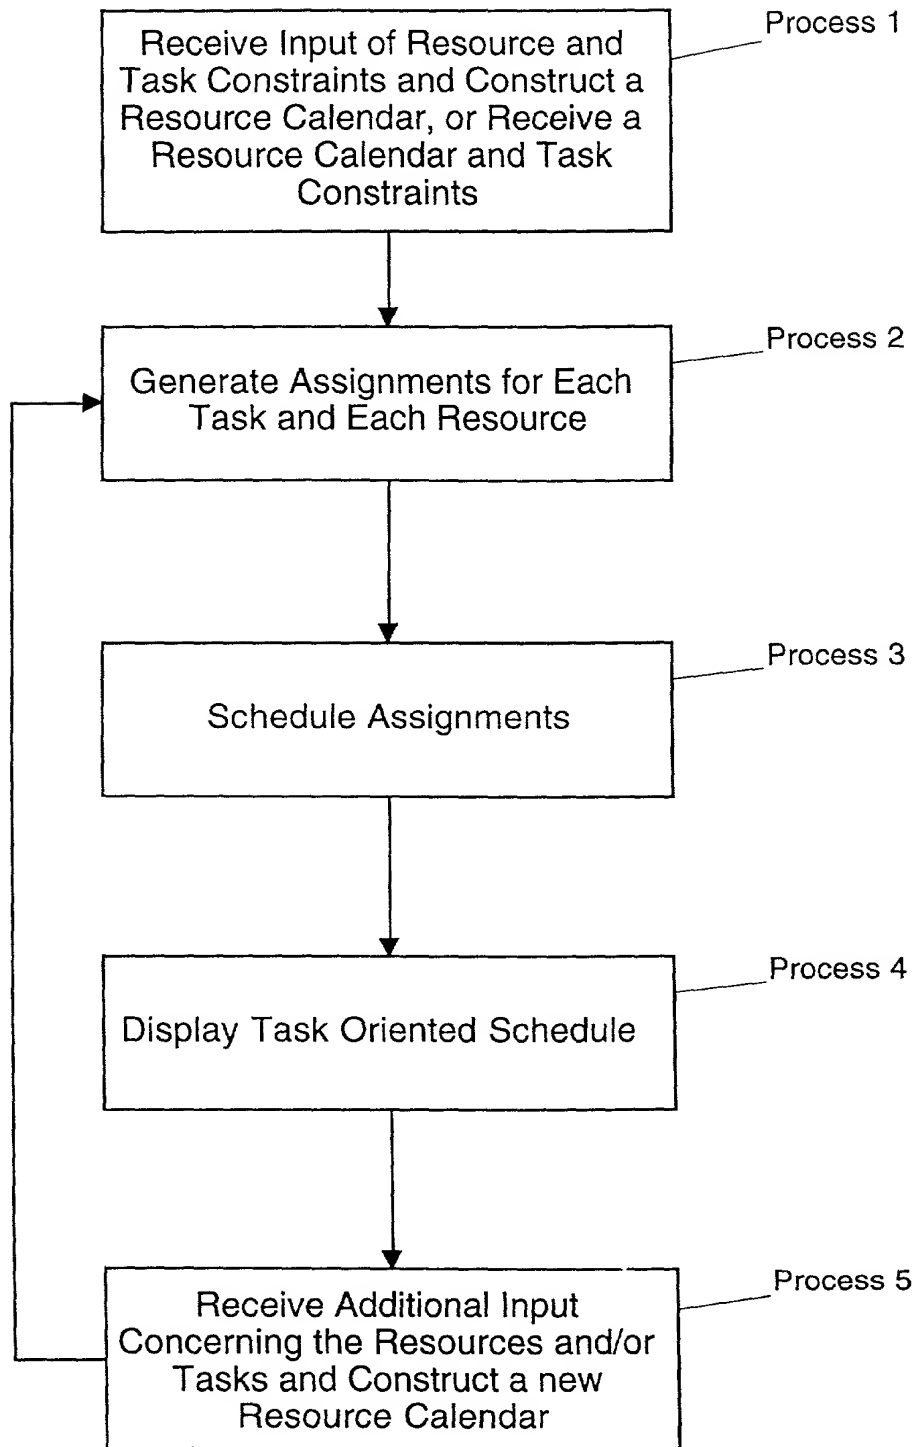 Process 1
Receive Input of Resource and
Task Constraints and Construct a
Resource Calendar, or Receive a
Resource Calendar and Task
Constraints
Process 2
Generate Assignments for Each
Task and Each Resource
Process 3
Schedule Assignments
Process 4
Display Task Oriented Schedule
Process 5
Receive Additional Input
Concerning the Resources and/or
Tasks and Construct a new
Resource Calendar